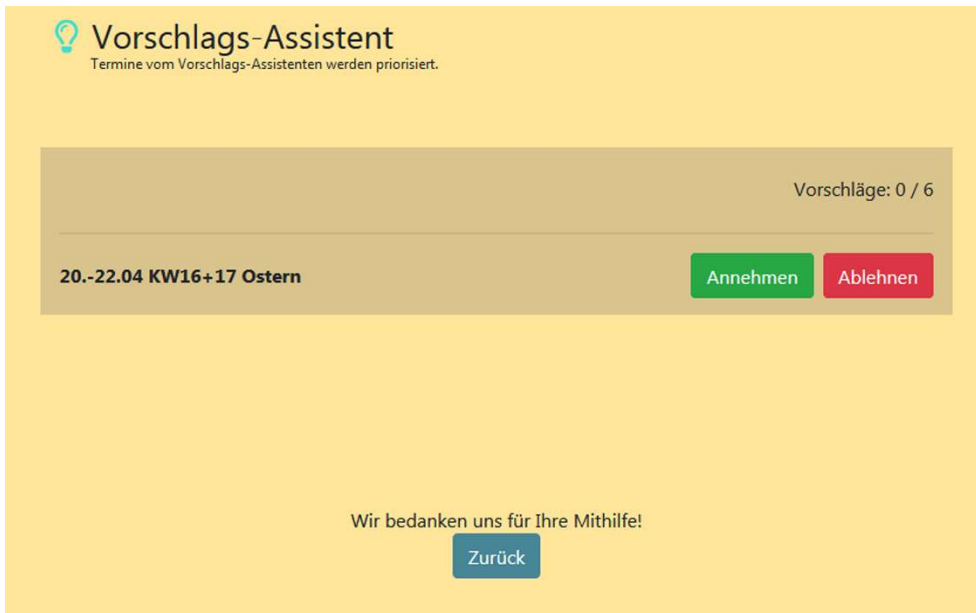 Vorschlags-Assistent
Termine vom Vorschlags-Assistenten werden priorisiert.
Vorschläge: 0 / 6
20.-22.04 KW16+17 Ostern
Annehmen
Ablehnen
Wir bedanken uns für Ihre Mithilfe!
Zurück